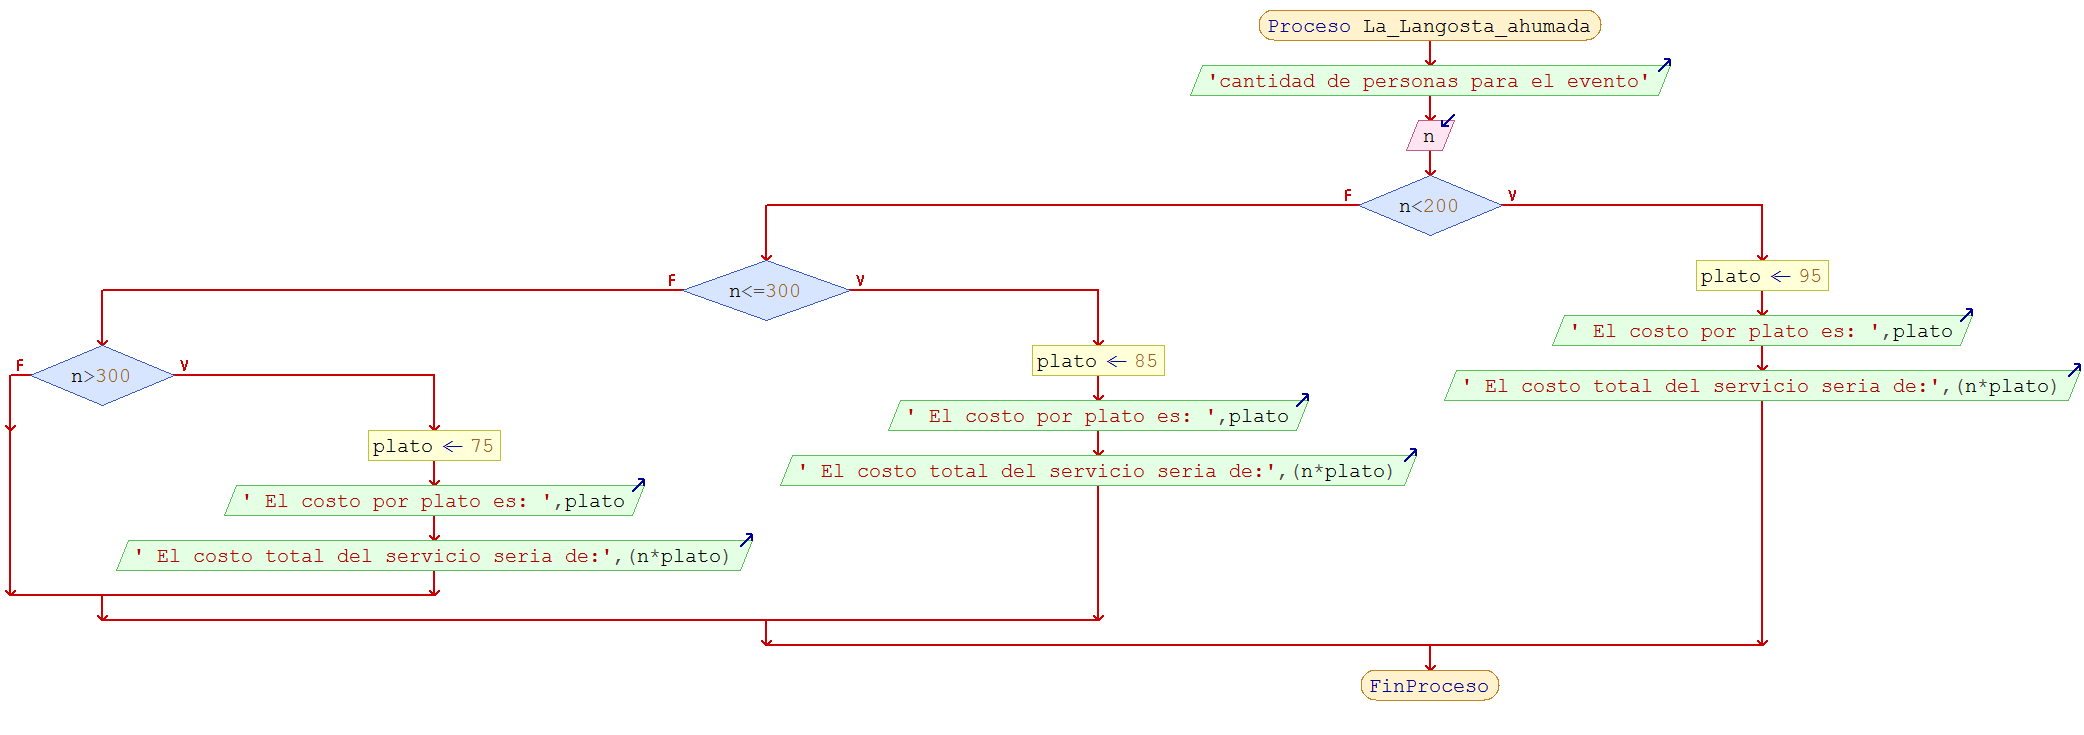 Proceso La_Langosta_ahumada
'cantidad de personas para el evento'
n
n<200
F
V
plato ← 95
' El costo por plato es: ',plato
' El costo total del servicio seria de:',(n*plato)
n<=300
F
V
plato ← 85
' El costo por plato es: ',plato
' El costo total del servicio seria de:',(n*plato)
n>300
F
V
plato ← 75
' El costo por plato es: ',plato
' El costo total del servicio seria de:',(n*plato)
FinProceso